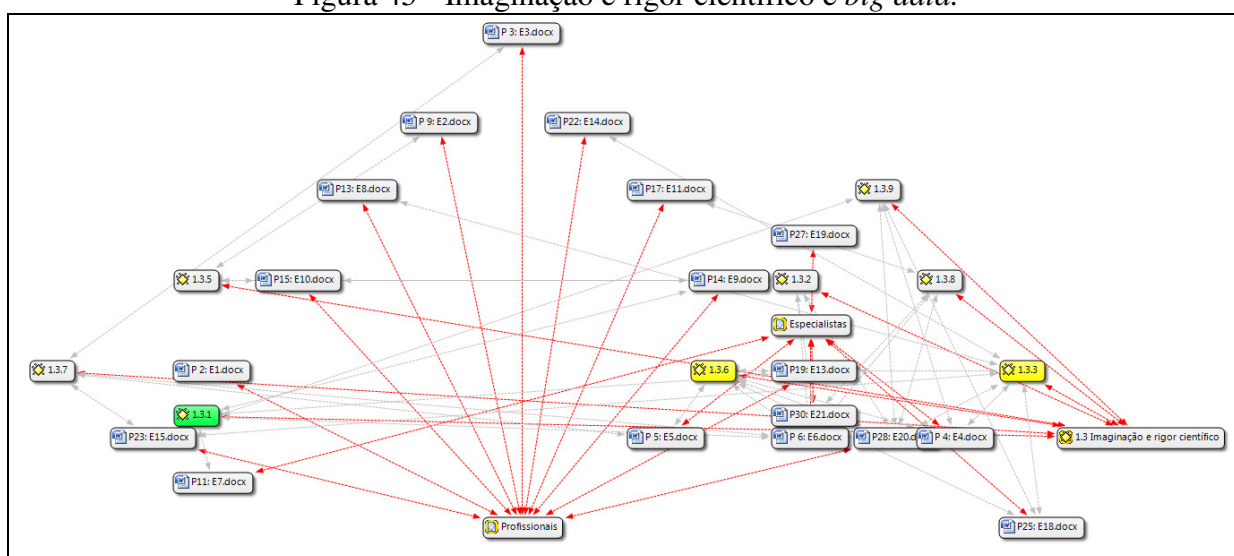 Figura 43 - Imaginação e rigor científico e big data.
P 3: E3.docx
P 9: E2.docx
P22: E14.docx
P13: E8.docx
P17: E11.docx
1.3.9
P27: E19.docx
1.3.5
P15: E10.docx
P14: E9.docx
1.3.2
1.3.8
Especialistas
1.3.7
P 2: E1.docx
1.3.6
P19: E13.docx
1.3.3
1.3.1
P30: E21.docx
P23: E15.docx
P 5: E5.docx
P 6: E6.docx
P28: E20.d
P 4: E4.docx
1.3 Imaginação e rigor científico
P11: E7.docx
Profissionais
P25: E18.docx